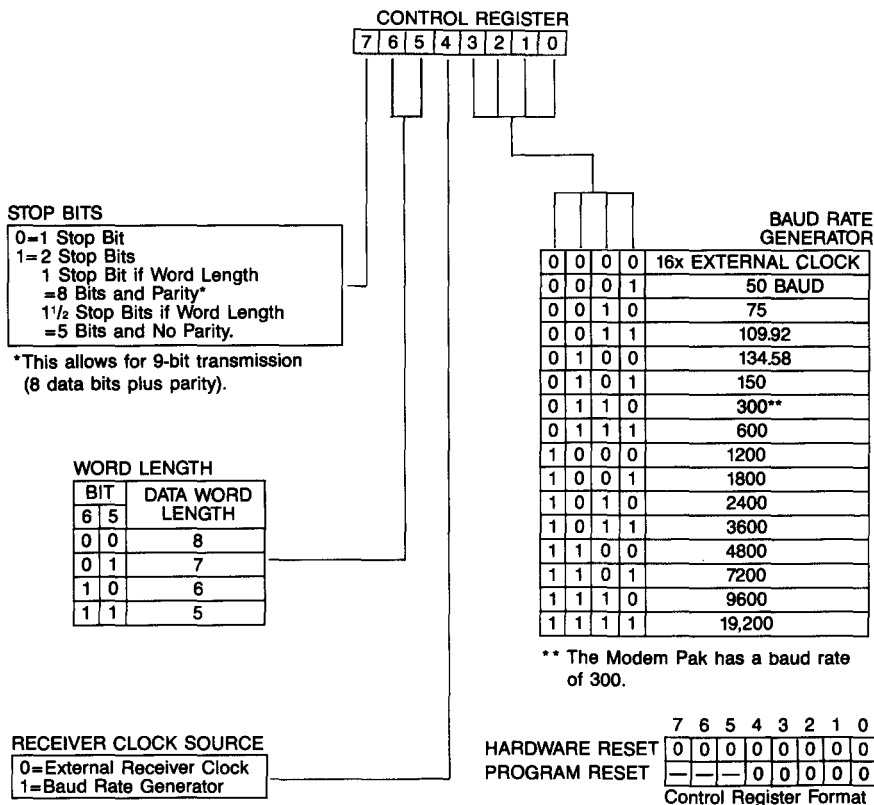 CONTROL REGISTER
7 6 5 4 3 2 1 0
STOP BITS
0=1 Stop Bit
1=2 Stop Bits
1 Stop Bit if Word Length
=8 Bits and Parity*
1 1/2 Stop Bits if Word Length
=5 Bits and No Parity.
*This allows for 9-bit transmission
(8 data bits plus parity).
WORD LENGTH
BIT DATA WORD
6 5 LENGTH
0 0 8
0 1 7
1 0 6
1 1 5
RECEIVER CLOCK SOURCE
0=External Receiver Clock
1=Baud Rate Generator
BAUD RATE
GENERATOR
0 0 0 0 16x EXTERNAL CLOCK
0 0 0 1 50 BAUD
0 0 1 0 75
0 0 1 1 109.92
0 1 0 0 134.58
0 1 0 1 150
0 1 1 0 300**
0 1 1 1 600
1 0 0 0 1200
1 0 0 1 1800
1 0 1 0 2400
1 0 1 1 3600
1 1 0 0 4800
1 1 0 1 7200
1 1 1 0 9600
1 1 1 1 19,200
** The Modem Pak has a baud rate
of 300.
7 6 5 4 3 2 1 0
HARDWARE RESET 0 0 0 0 0 0 0 0
PROGRAM RESET — — — 0 0 0 0 0
Control Register Format